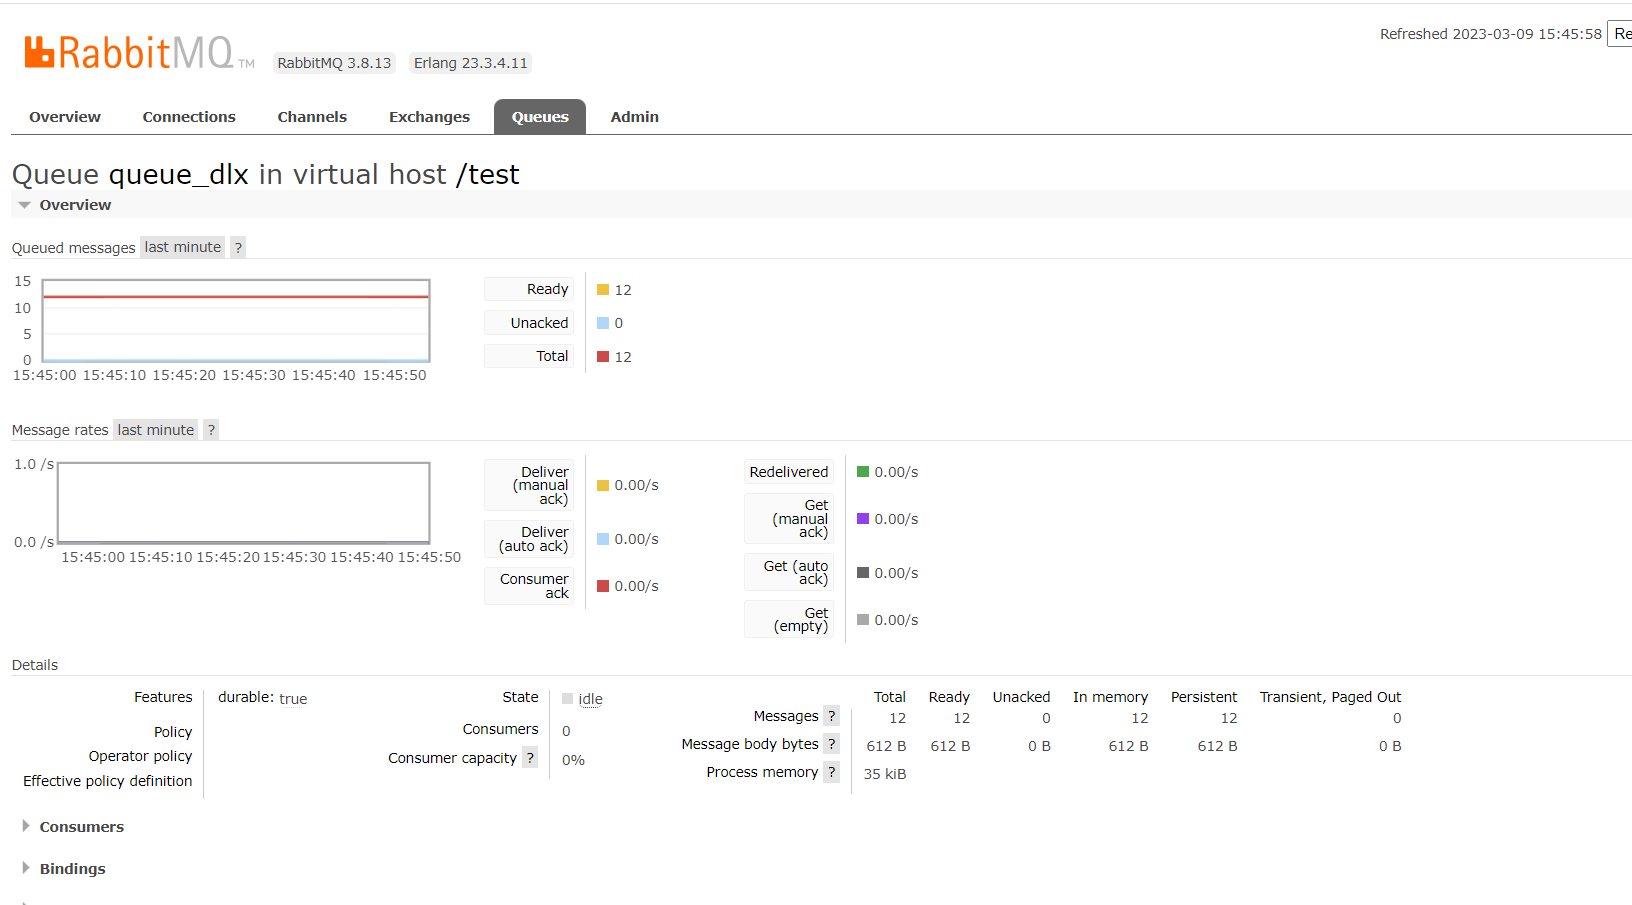 RabbitMQ TM RabbitMQ 3.8.13 Erlang 23.3.4.11
Refreshed 2023-03-09 15:45:58 Re
Overview Connections Channels Exchanges Queues Admin
Queue queue_dlx in virtual host /test
Overview
Queued messages last minute ?
15
10
5
0
15:45:00 15:45:10 15:45:20 15:45:30 15:45:40 15:45:50
Ready 12
Unacked 0
Total 12
Message rates last minute ?
1.0 /s
0.0 /s
15:45:00 15:45:10 15:45:20 15:45:30 15:45:40 15:45:50
Deliver
(manual
ack) 0.00/s
Deliver
(auto ack) 0.00/s
Consumer
ack 0.00/s
Redelivered 0.00/s
Get
(manual
ack) 0.00/s
Get (auto
ack) 0.00/s
Get
(empty) 0.00/s
Details
Features durable: true
Policy
Operator policy
Effective policy definition
State idle
Consumers 0
Consumer capacity ? 0%
Total Ready Unacked In memory Persistent Transient, Paged Out
Messages ? 12 12 0 12 12 0
Message body bytes ? 612 B 612 B 0 B 612 B 612 B 0 B
Process memory ? 35 kiB
Consumers
Bindings